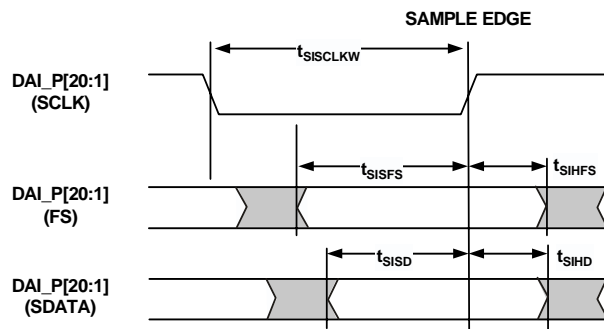 SAMPLE EDGE
tSISCLKW
DAI_P[20:1]
(SCLK)
tSISFS
tSIHFS
DAI_P[20:1]
(FS)
tSISD
tSIHD
DAI_P[20:1]
(SDATA)